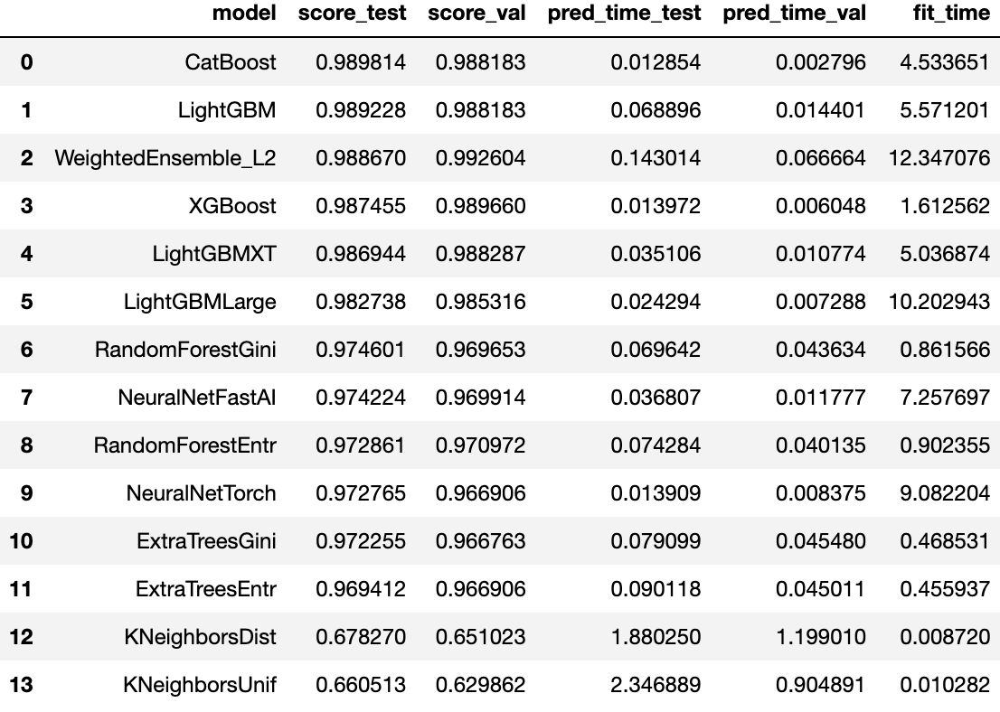 model score_test score_val pred_time_test pred_time_val fit_time
0 CatBoost 0.989814 0.988183 0.012854 0.002796 4.533651
1 LightGBM 0.989228 0.988183 0.068896 0.014401 5.571201
2 WeightedEnsemble_L2 0.988670 0.992604 0.143014 0.066664 12.347076
3 XGBoost 0.987455 0.989660 0.013972 0.006048 1.612562
4 LightGBMXT 0.986944 0.988287 0.035106 0.010774 5.036874
5 LightGBMLarge 0.982738 0.985316 0.024294 0.007288 10.202943
6 RandomForestGini 0.974601 0.969653 0.069642 0.043634 0.861566
7 NeuralNetFastAI 0.974224 0.969914 0.036807 0.011777 7.257697
8 RandomForestEntr 0.972861 0.970972 0.074284 0.040135 0.902355
9 NeuralNetTorch 0.972765 0.966906 0.013909 0.008375 9.082204
10 ExtraTreesGini 0.972255 0.966763 0.079099 0.045480 0.468531
11 ExtraTreesEntr 0.969412 0.966906 0.090118 0.045011 0.455937
12 KNeighborsDist 0.678270 0.651023 1.880250 1.199010 0.008720
13 KNeighborsUnif 0.660513 0.629862 2.346889 0.904891 0.010282